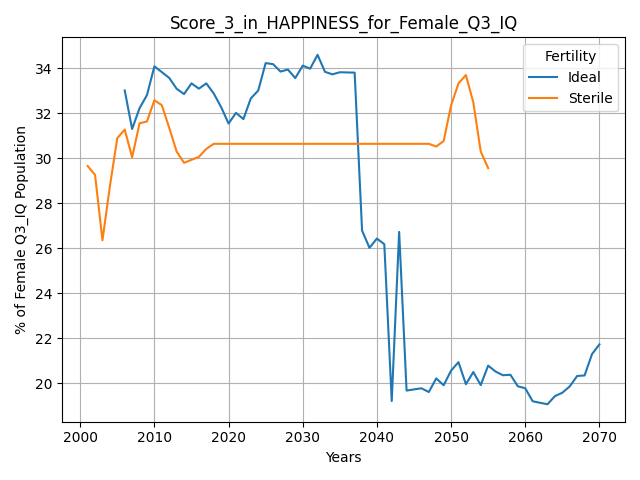 Score_3_in_HAPPINESS_for_Female_Q3_IQ
Fertility
Ideal
Sterile
% of Female Q3_IQ Population
34
32
30
28
26
24
22
20
2000 2010 2020 2030 2040 2050 2060 2070
Years